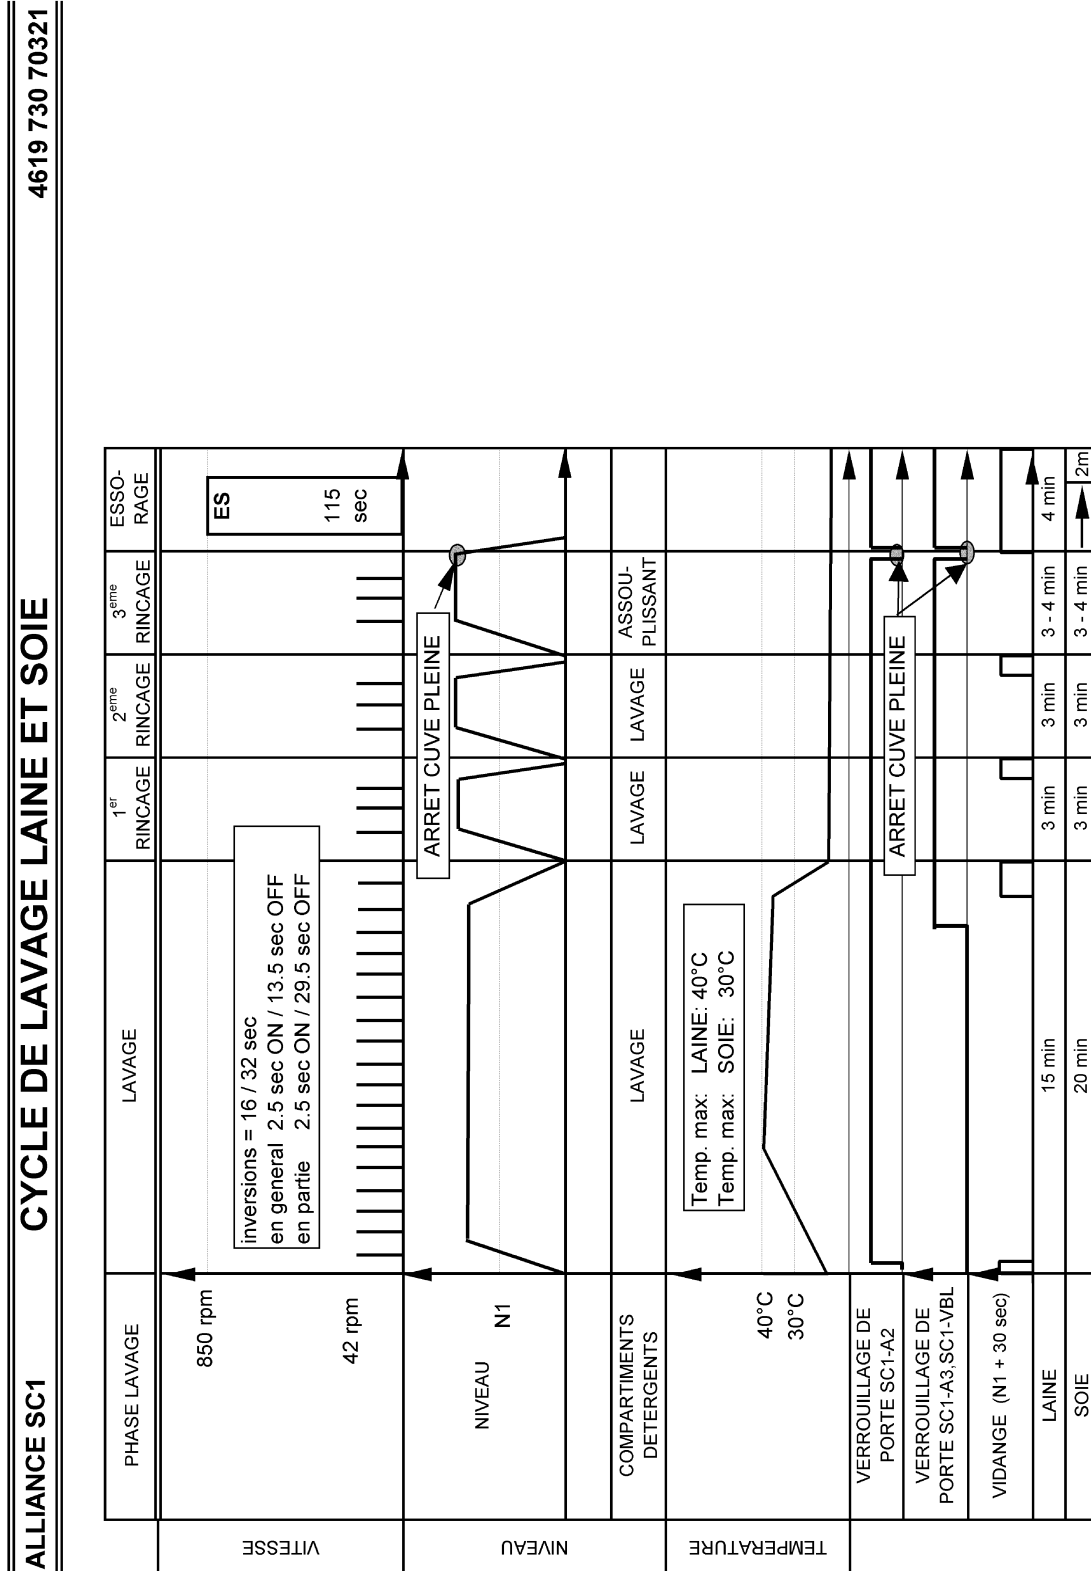 ALLIANCE SC1 CYCLE DE LAVAGE LAINE ET SOIE 4619 730 70321
PHASE LAVAGE
LAVAGE
1er
RINCAGE
2eme
RINCAGE
3eme
RINCAGE
ESSO-
RAGE
VITESSE
850 rpm
42 rpm
inversions = 16 / 32 sec
en general 2.5 sec ON / 13.5 sec OFF
en partie 2.5 sec ON / 29.5 sec OFF
ES
115
sec
NIVEAU
NIVEAU
N1
ARRET CUVE PLEINE
COMPARTIMENTS
DETERGENTS
LAVAGE
LAVAGE
LAVAGE
ASSOU-
PLISSANT
TEMPERATURE
40°C
30°C
Temp. max: LAINE: 40°C
Temp. max: SOIE: 30°C
VERROUILLAGE DE
PORTE SC1-A2
ARRET CUVE PLEINE
VERROUILLAGE DE
PORTE SC1-A3,SC1-VBL
VIDANGE (N1 + 30 sec)
LAINE 15 min 3 min 3 min 3 - 4 min 4 min
SOIE 20 min 3 min 3 min 3 - 4 min 2m